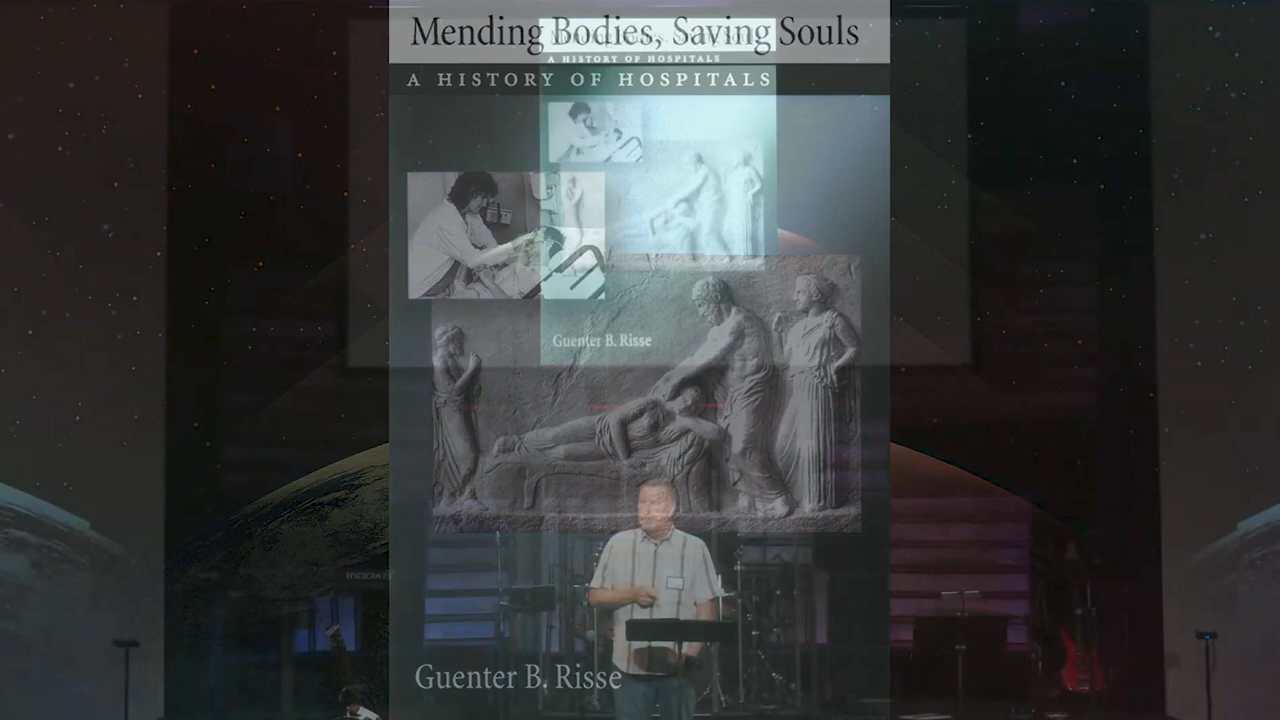 Mending Bodies, Saving Souls
A HISTORY OF HOSPITALS
A HISTORY OF HOSPITALS
Guenter B. Risse
Guenter B. Risse